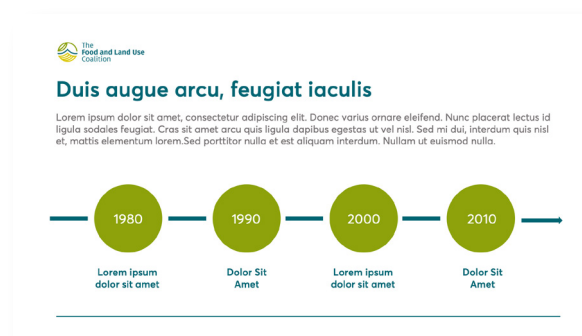 The
Food and Land Use
Coalition
Duis augue arcu, feugiat iaculis
Lorem ipsum dolor sit amet, consectetur adipiscing elit. Donec varius ornare eleifend. Nunc placerat lectus id
ligula sodales feugiat. Cras sit amet arcu quis ligula dapibus egestas ut vel nisl. Sed mi dui, interdum quis nisl
et, mattis elementum lorem.Sed porttitor nulla et est aliquam interdum. Nullam ut euismod nulla.
1980
1990
2000
2010
Lorem ipsum
dolor sit amet
Dolor Sit
Amet
Lorem ipsum
dolor sit amet
Dolor Sit
Amet